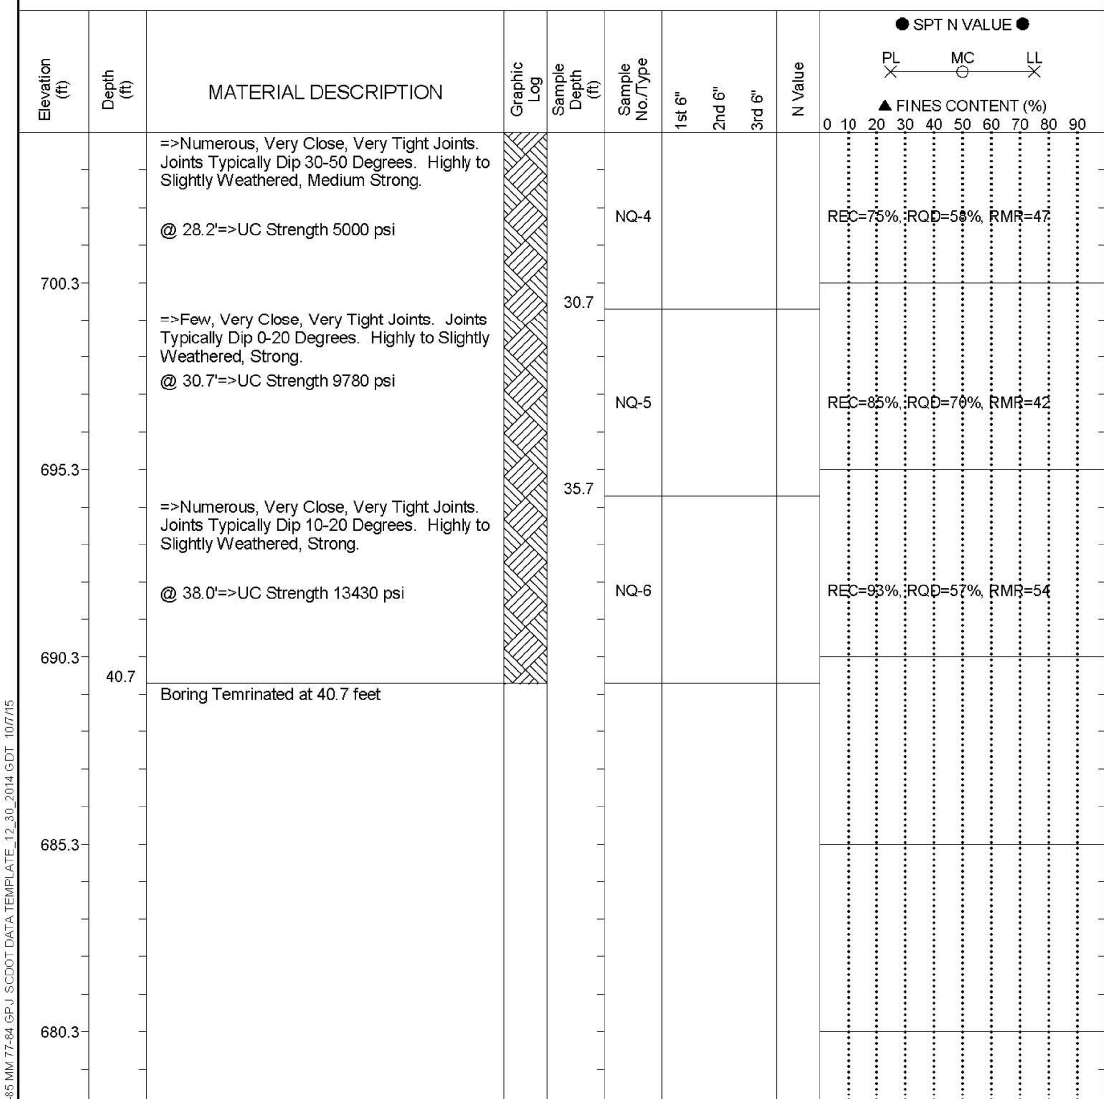 SPT N VALUE
PL MC LL
FINES CONTENT (%)
0 10 20 30 40 50 60 70 80 90
Elevation (ft)
Depth (ft)
MATERIAL DESCRIPTION
Graphic Log
Sample Depth (ft)
Sample No./Type
1st 6"
2nd 6"
3rd 6"
N Value
=>Numerous, Very Close, Very Tight Joints.
Joints Typically Dip 30-50 Degrees. Highly to
Slightly Weathered, Medium Strong.
NQ-4
REC=75%, RQD=58%, RMR=47
@ 28.2'=>UC Strength 5000 psi
700.3
30.7
=>Few, Very Close, Very Tight Joints. Joints
Typically Dip 0-20 Degrees. Highly to Slightly
Weathered, Strong.
@ 30.7'=>UC Strength 9780 psi
NQ-5
REC=85%, RQD=70%, RMR=42
695.3
35.7
=>Numerous, Very Close, Very Tight Joints.
Joints Typically Dip 10-20 Degrees. Highly to
Slightly Weathered, Strong.
@ 38.0'=>UC Strength 13430 psi
NQ-6
REC=93%, RQD=57%, RMR=54
690.3
40.7
Boring Temrinated at 40.7 feet
685.3
680.3
-85 MM 77-84.GPJ SCDOT DATA TEMPLATE_12_30_2014.GDT 10/7/15